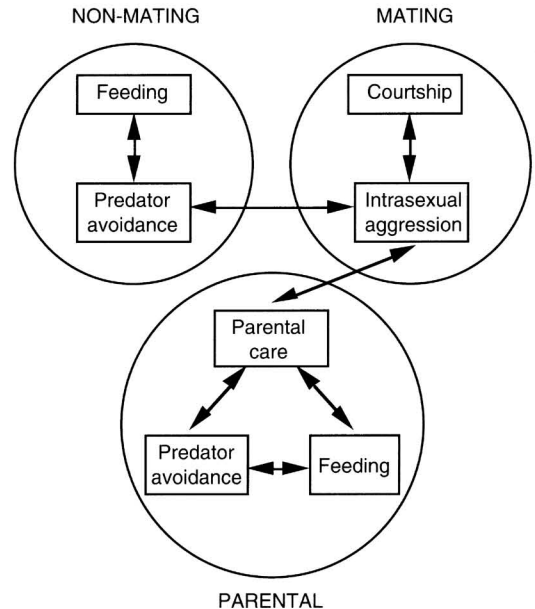 NON-MATING
MATING
Feeding
Courtship
Predator
avoidance
Intrasexual
aggression
Parental
care
Predator
avoidance
Feeding
PARENTAL